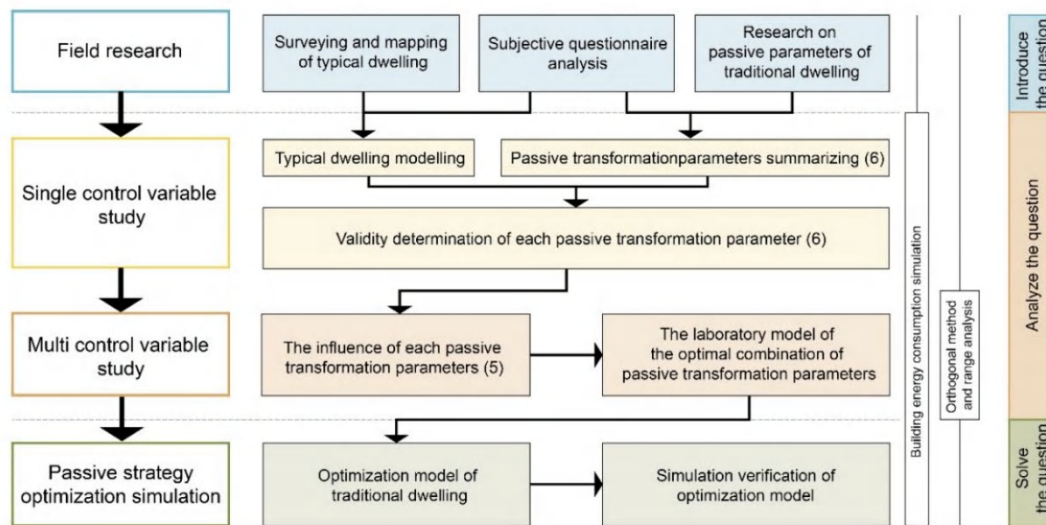 Field research
Surveying and mapping
of typical dwelling
Subjective questionnaire
analysis
Research on
passive parameters of
traditional dwelling
Introduce
the question
Single control variable
study
Typical dwelling modelling
Passive transformationparameters summarizing (6)
Validity determination of each passive transformation parameter (6)
Multi control variable
study
The influence of each passive
transformation parameters (5)
The laboratory model of
the optimal combination of
passive transformation parameters
Building energy consumption simulation
Orthogonal method
and range analysis
Analyze the question
Passive strategy
optimization simulation
Optimization model of
traditional dwelling
Simulation verification of
optimization model
Solve
the question